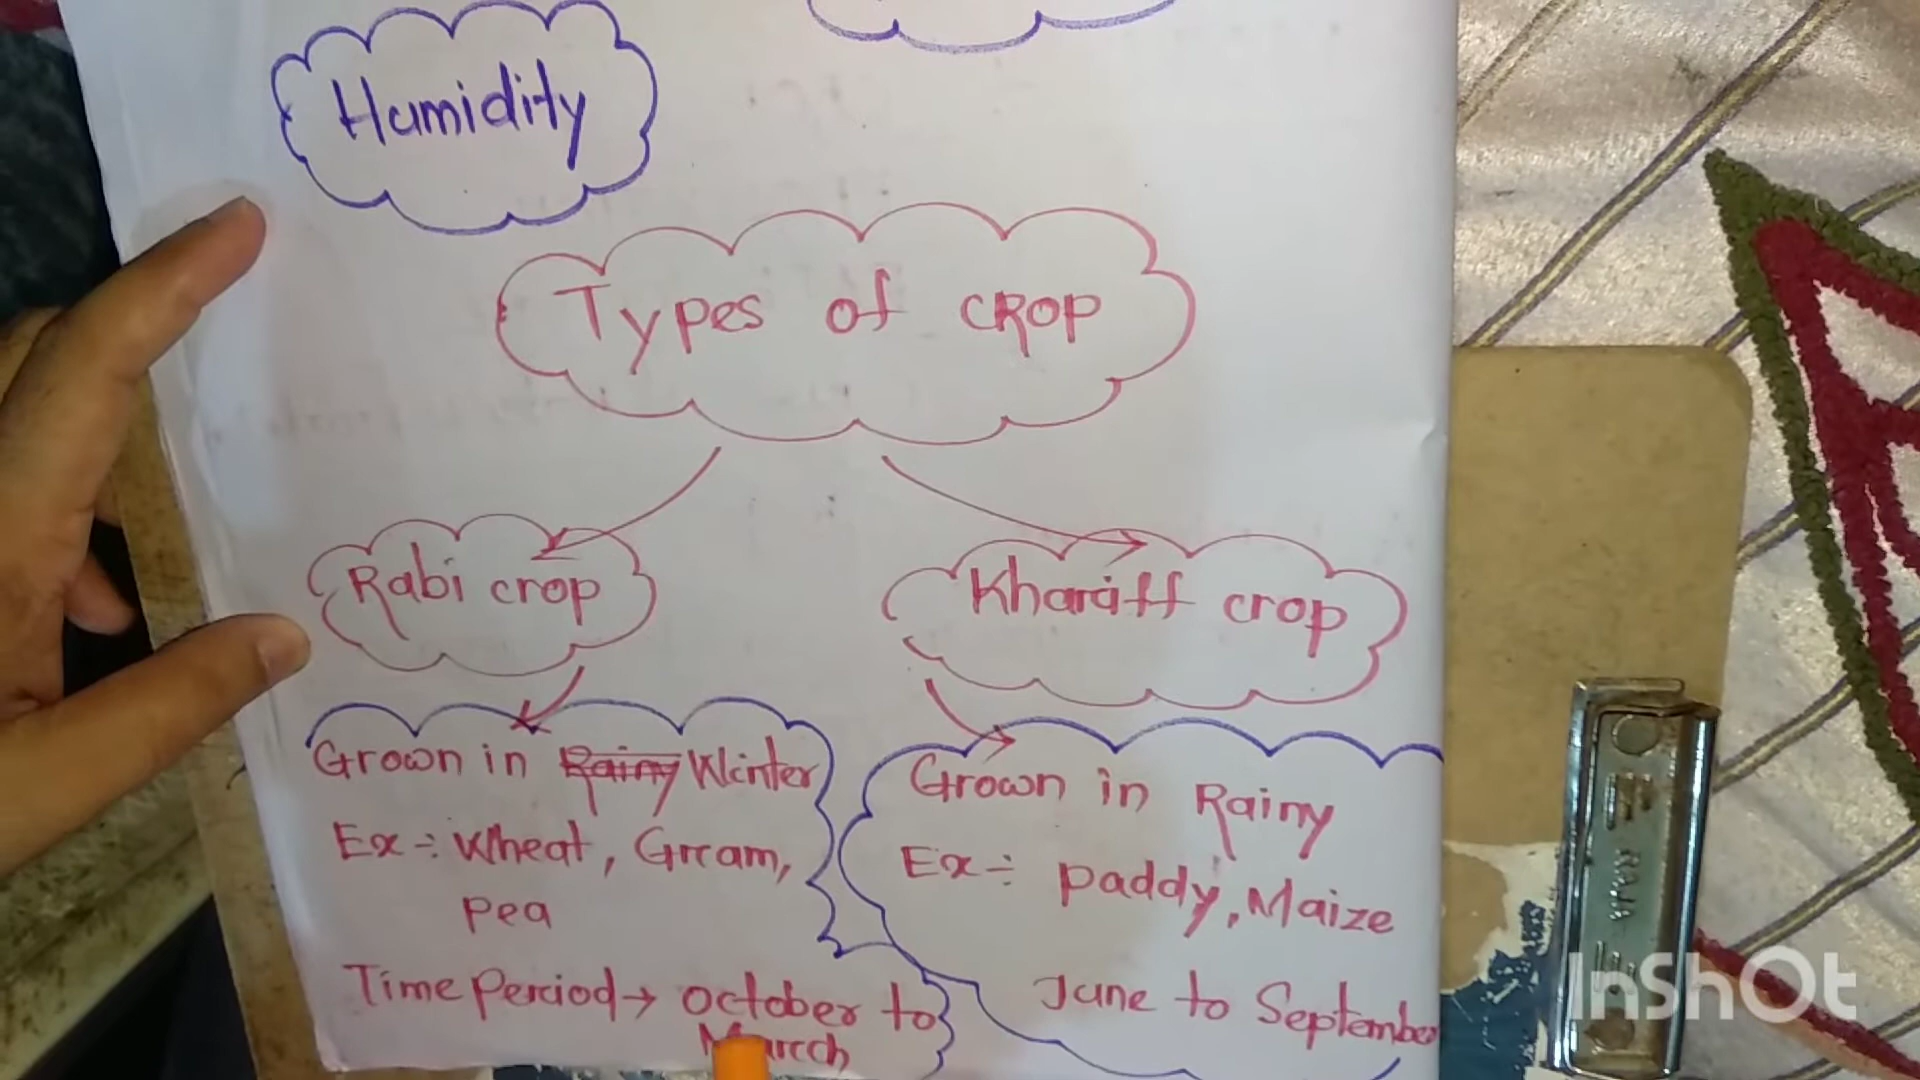 Humidity
Types of CROP
Rabi crop
Khariff crop
Grown in Rainy Winter
Ex ÷ Wheat, Gram,
Pea
Time Period → October to
March
Grown in Rainy
Ex ÷ Paddy, Maize
June to September
InShOt